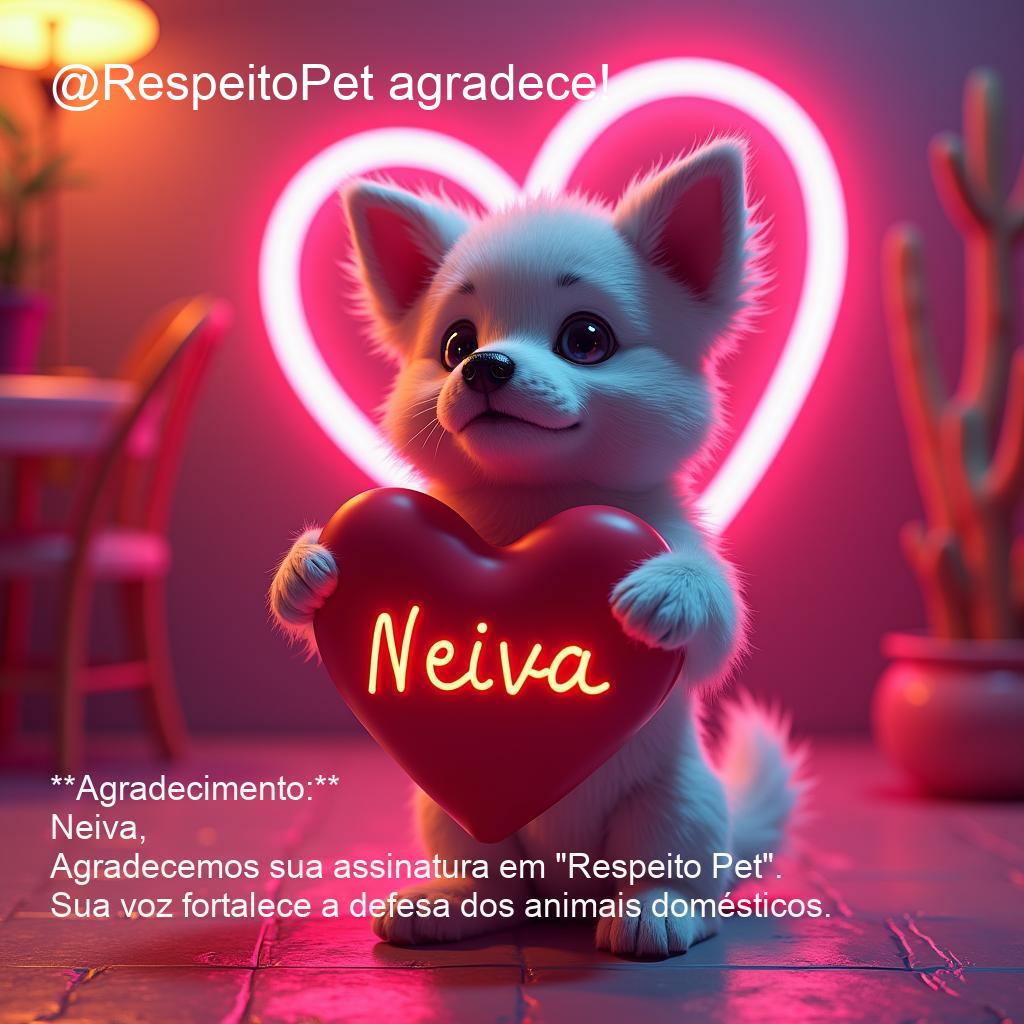 @RespeitoPet agradece!
Neiva
**Agradecimento:**
Neiva,
Agradecemos sua assinatura em "Respeito Pet".
Sua voz fortalece a defesa dos animais domésticos.